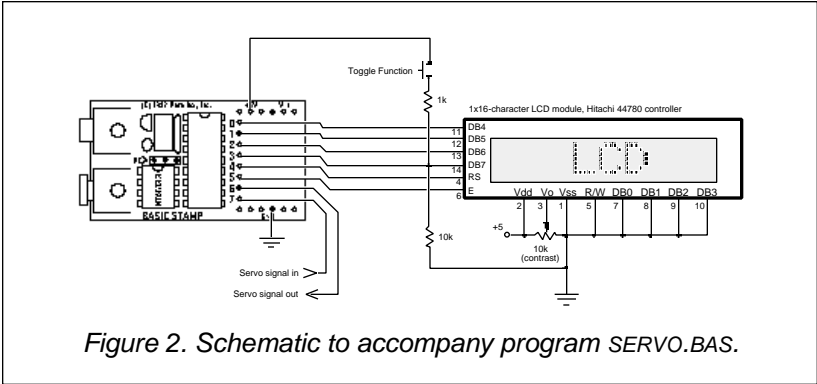 Toggle Function
1k
1x16-character LCD module, Hitachi 44780 controller
0
1
2
3
4
5
6
7
11
12
13
14
4
6
DB4
DB5
DB6
DB7
RS
E
LCD
Vdd Vo Vss R/W DB0 DB1 DB2 DB3
2 3 1 5 7 8 9 10
BASIC STAMP
+5
10k
10k
(contrast)
Servo signal in
Servo signal out
Figure 2. Schematic to accompany program SERVO.BAS.